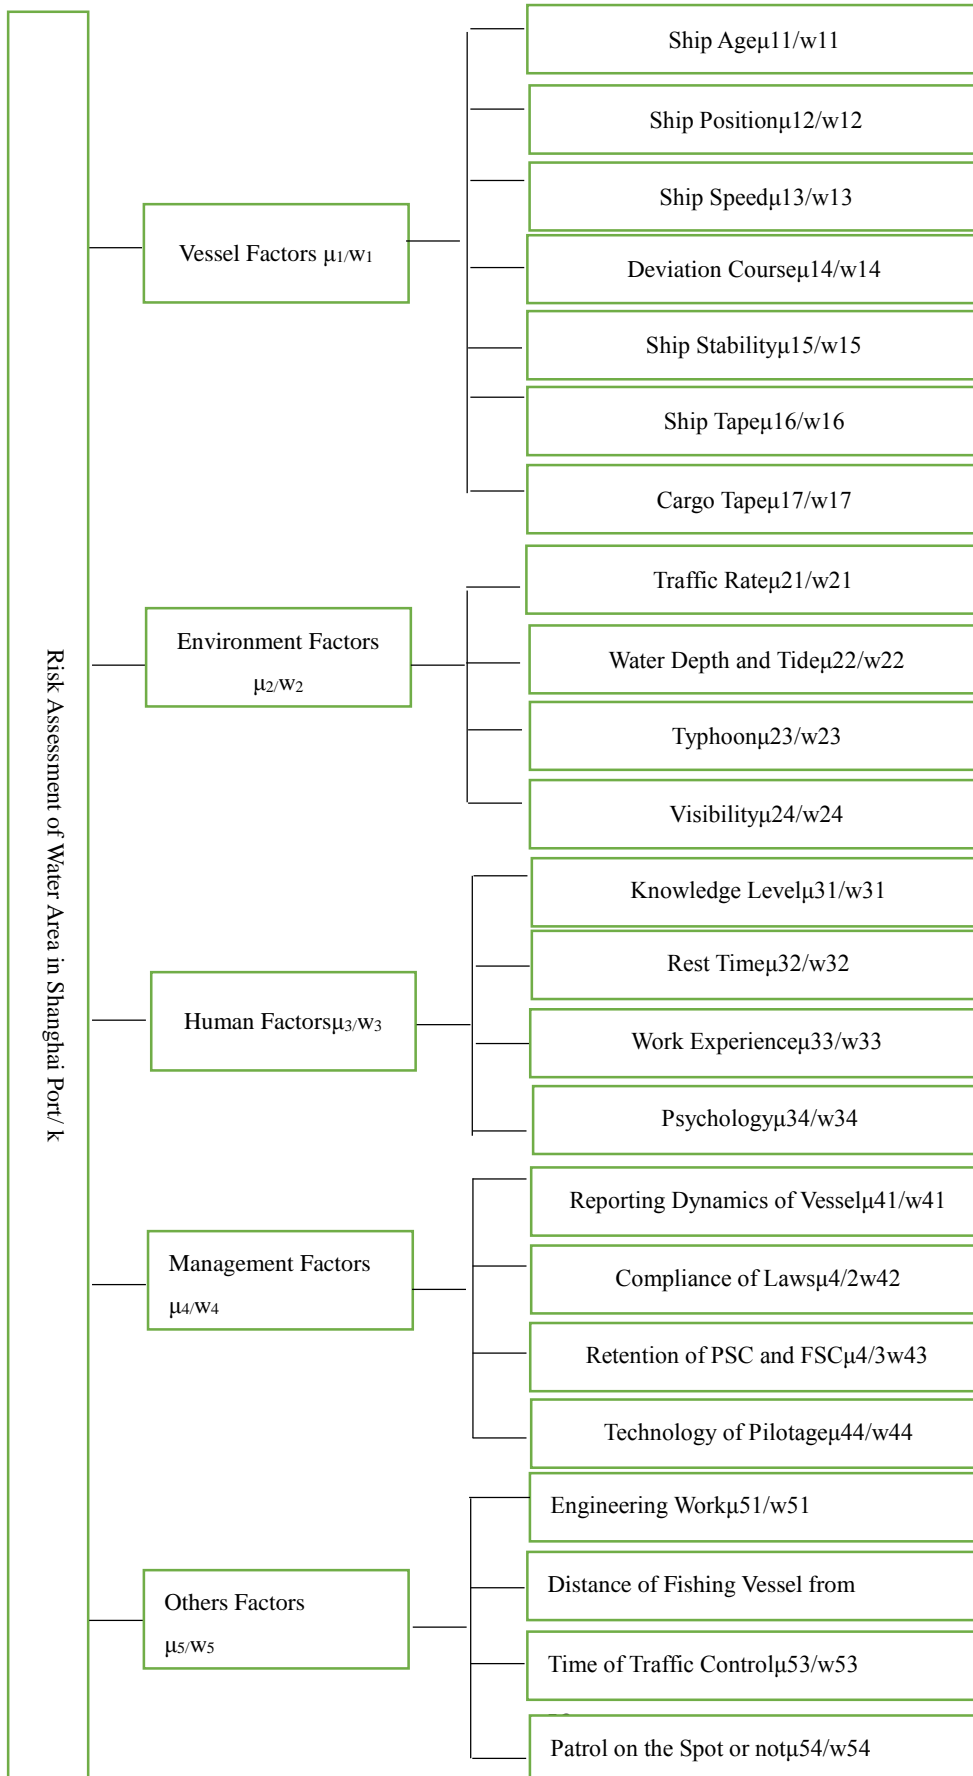 Risk Assessment of Water Area in Shanghai Port/ k
Vessel Factors μ1/w1
Ship Ageμ11/w11
Ship Positionμ12/w12
Ship Speedμ13/w13
Deviation Courseμ14/w14
Ship Stabilityμ15/w15
Ship Tapeμ16/w16
Cargo Tapeμ17/w17
Environment Factors
μ2/w2
Traffic Rateμ21/w21
Water Depth and Tideμ22/w22
Typhoonμ23/w23
Visibilityμ24/w24
Human Factorsμ3/w3
Knowledge Levelμ31/w31
Rest Timeμ32/w32
Work Experienceμ33/w33
Psychologyμ34/w34
Management Factors
μ4/w4
Reporting Dynamics of Vesselμ41/w41
Compliance of Lawsμ4/2w42
Retention of PSC and FSCμ4/3w43
Technology of Pilotageμ44/w44
Others Factors
μ5/w5
Engineering Workμ51/w51
Distance of Fishing Vessel from
Time of Traffic Controlμ53/w53
Patrol on the Spot or notμ54/w54